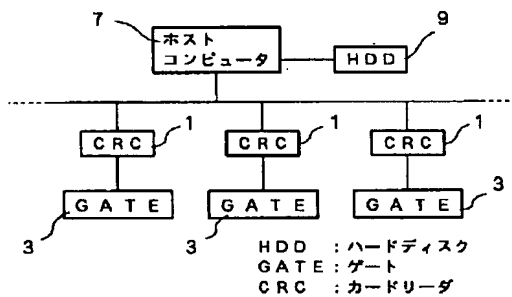 7
ホスト
コンピュータ
9
HDD
1
CRC
1
CRC
1
CRC
GATE
3
GATE
3
GATE
3
HDD :ハードディスク
GATE:ゲート
CRC :カードリーダ